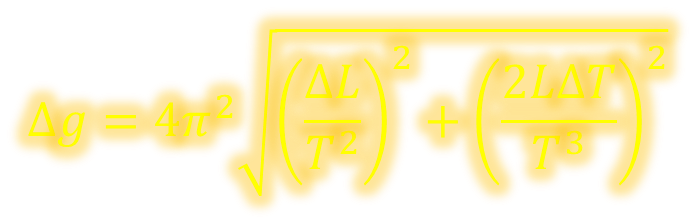 Δg = 4π² √((ΔL/T²)² + (2LΔT/T³)²)